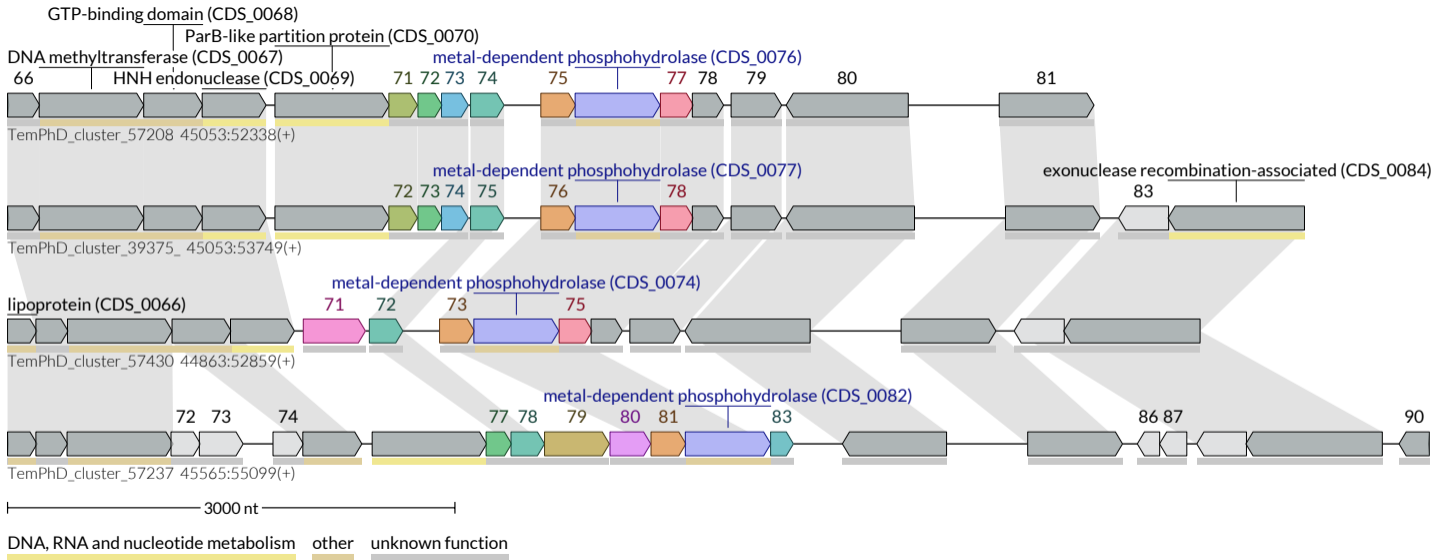 GTP-binding domain (CDS_0068)
ParB-like partition protein (CDS_0070)
DNA methyltransferase (CDS_0067) metal-dependent phosphohydrolase (CDS_0076)
66 HNH endonuclease (CDS_0069) 71 72 73 74 75 77 78 79 80 81
TemPhD_cluster_57208 45053:52338(+)
metal-dependent phosphohydrolase (CDS_0077) exonuclease recombination-associated (CDS_0084)
72 73 74 75 76 78 83
TemPhD_cluster_39375_ 45053:53749(+)
metal-dependent phosphohydrolase (CDS_0074)
lipoprotein (CDS_0066) 71 72 73 75
TemPhD_cluster_57430 44863:52859(+)
metal-dependent phosphohydrolase (CDS_0082)
72 73 74 77 78 79 80 81 83 86 87 90
TemPhD_cluster_57237 45565:55099(+)
3000 nt
DNA, RNA and nucleotide metabolism other unknown function